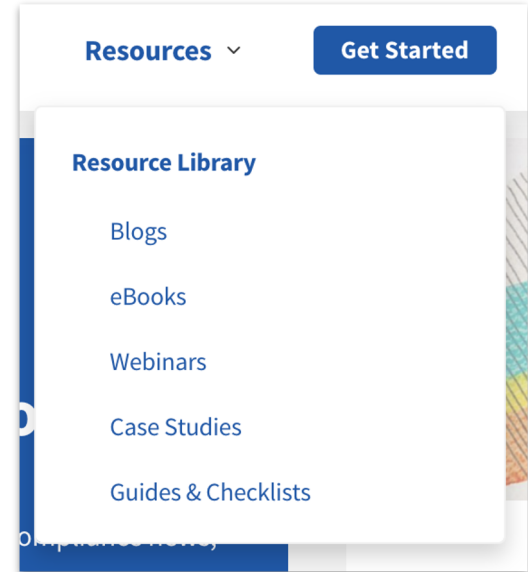 Resources
Get Started
Resource Library
Blogs
eBooks
Webinars
Case Studies
Guides & Checklists